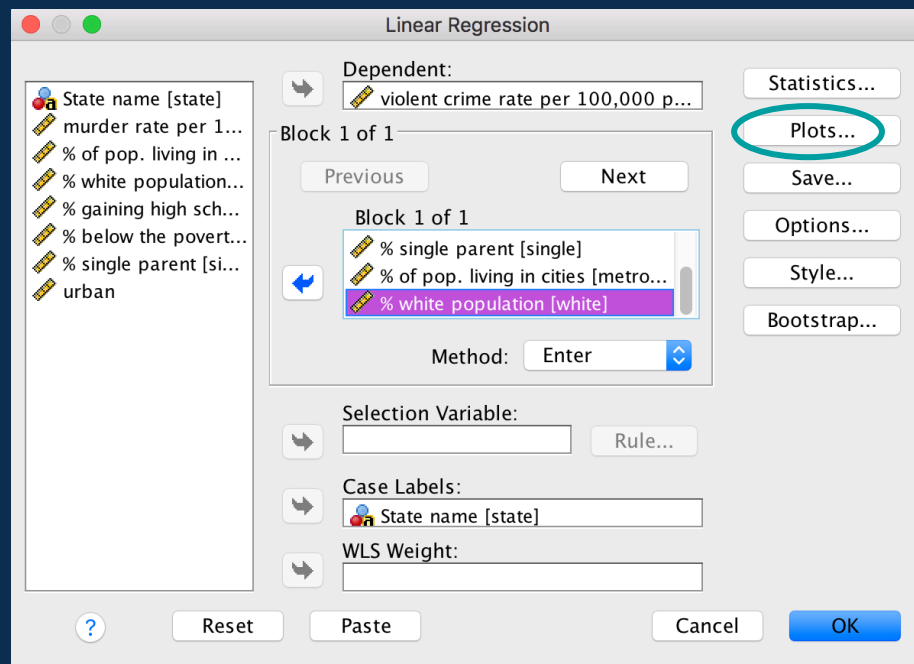 Linear Regression
State name [state]
murder rate per 1...
% of pop. living in ...
% white population...
% gaining high sch...
% below the povert...
% single parent [si...
urban
Dependent:
violent crime rate per 100,000 p...
Block 1 of 1
Previous
Next
Block 1 of 1
% single parent [single]
% of pop. living in cities [metro...
% white population [white]
Method:
Enter
Selection Variable:
Rule...
Case Labels:
State name [state]
WLS Weight:
Statistics...
Plots...
Save...
Options...
Style...
Bootstrap...
?
Reset
Paste
Cancel
OK